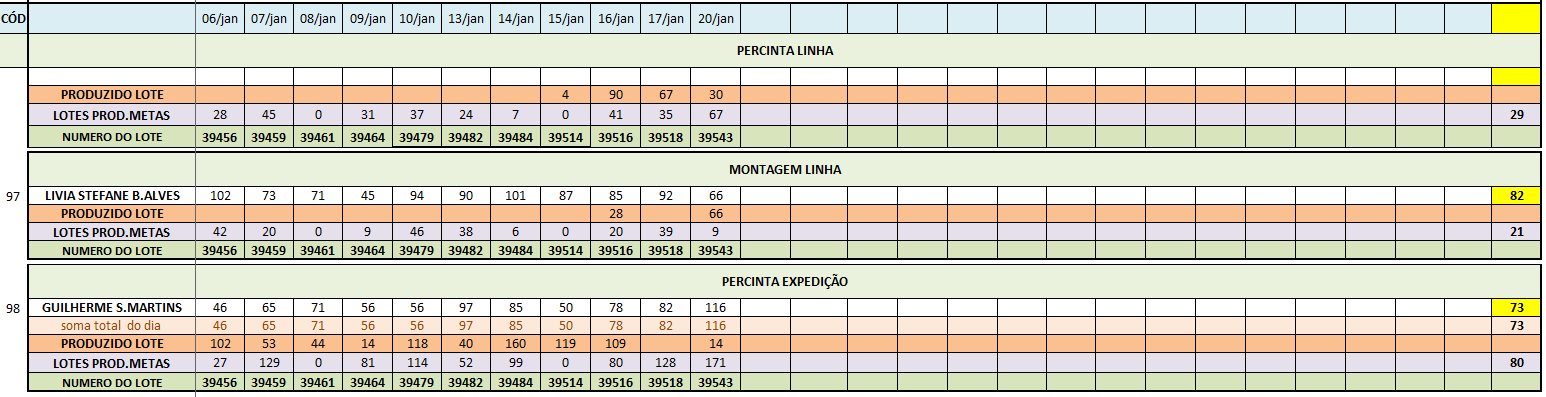 CÓD 06/jan 07/jan 08/jan 09/jan 10/jan 13/jan 14/jan 15/jan 16/jan 17/jan 20/jan
PERCINTA LINHA
PRODUZIDO LOTE 4 90 67 30
LOTES PROD.METAS 28 45 0 31 37 24 7 0 41 35 67 29
NUMERO DO LOTE 39456 39459 39461 39464 39479 39482 39484 39514 39516 39518 39543
MONTAGEM LINHA
97 LIVIA STEFANE B.ALVES 102 73 71 45 94 90 101 87 85 92 66 82
PRODUZIDO LOTE 28 66
LOTES PROD.METAS 42 20 0 9 46 38 6 0 20 39 9 21
NUMERO DO LOTE 39456 39459 39461 39464 39479 39482 39484 39514 39516 39518 39543
PERCINTA EXPEDIÇÃO
98 GUILHERME S.MARTINS 46 65 71 56 56 97 85 50 78 82 116 73
soma total do dia 46 65 71 56 56 97 85 50 78 82 116 73
PRODUZIDO LOTE 102 53 44 14 118 40 160 119 109 14
LOTES PROD.METAS 27 129 0 81 114 52 99 0 80 128 171 80
NUMERO DO LOTE 39456 39459 39461 39464 39479 39482 39484 39514 39516 39518 39543